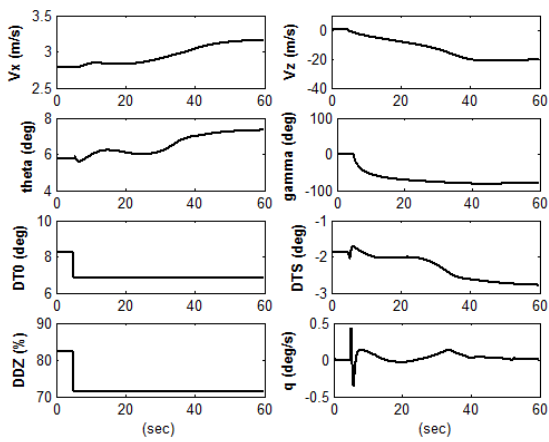 Vx (m/s)
3.5
3
2.5
0 20 40 60
Vz (m/s)
0
-20
-40
0 20 40 60
theta (deg)
8
6
4
0 20 40 60
gamma (deg)
100
0
-100
0 20 40 60
DT0 (deg)
10
8
6
0 20 40 60
DTS (deg)
-1
-2
-3
0 20 40 60
DDZ (%)
90
80
70
0 20 40 60
(sec)
q (deg/s)
0.5
0
-0.5
0 20 40 60
(sec)